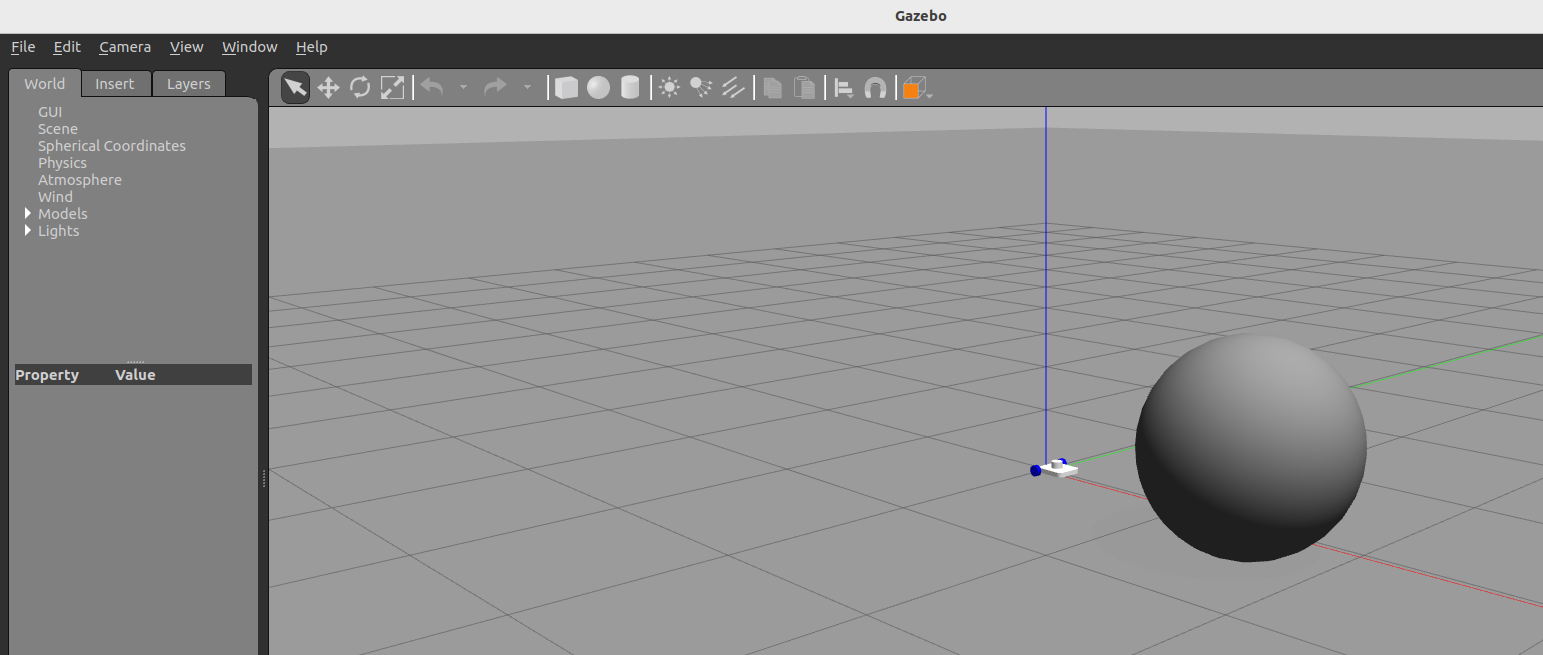 Gazebo
File Edit Camera View Window Help
World Insert Layers
GUI
Scene
Spherical Coordinates
Physics
Atmosphere
Wind
Models
Lights
Property Value